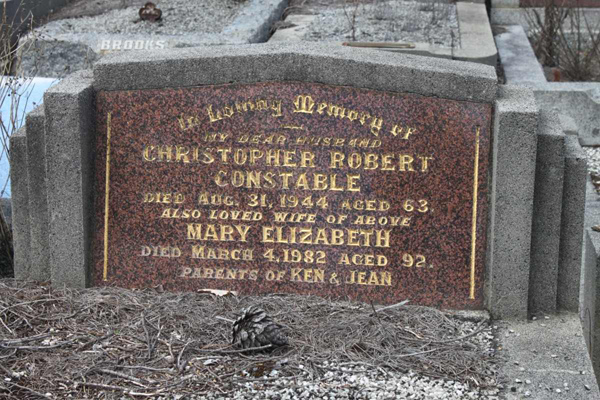 BROOKS
In Loving Memory of
MY DEAR HUSBAND
CHRISTOPHER ROBERT
CONSTABLE
DIED AUG. 31, 1944 AGED 63.
ALSO LOVED WIFE OF ABOVE
MARY ELIZABETH
DIED MARCH 4, 1982 AGED 92.
PARENTS OF KEN & JEAN